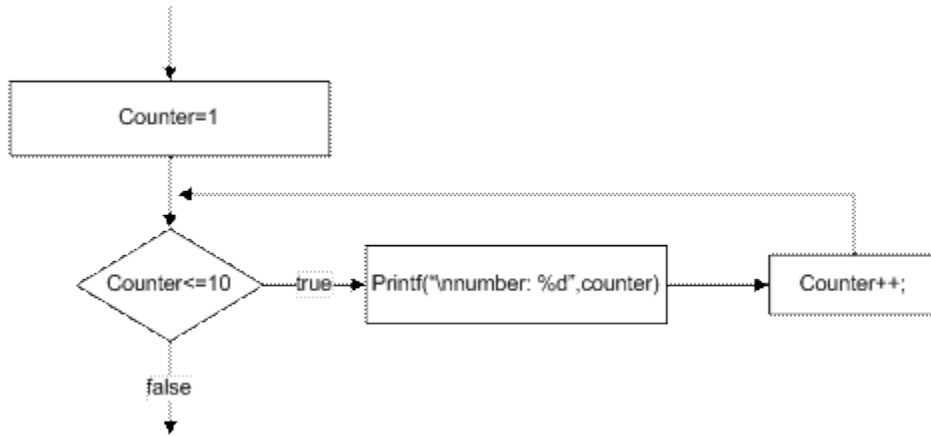 Counter=1
Counter<=10
true
Printf("\nnumber: %d",counter)
Counter++;
false